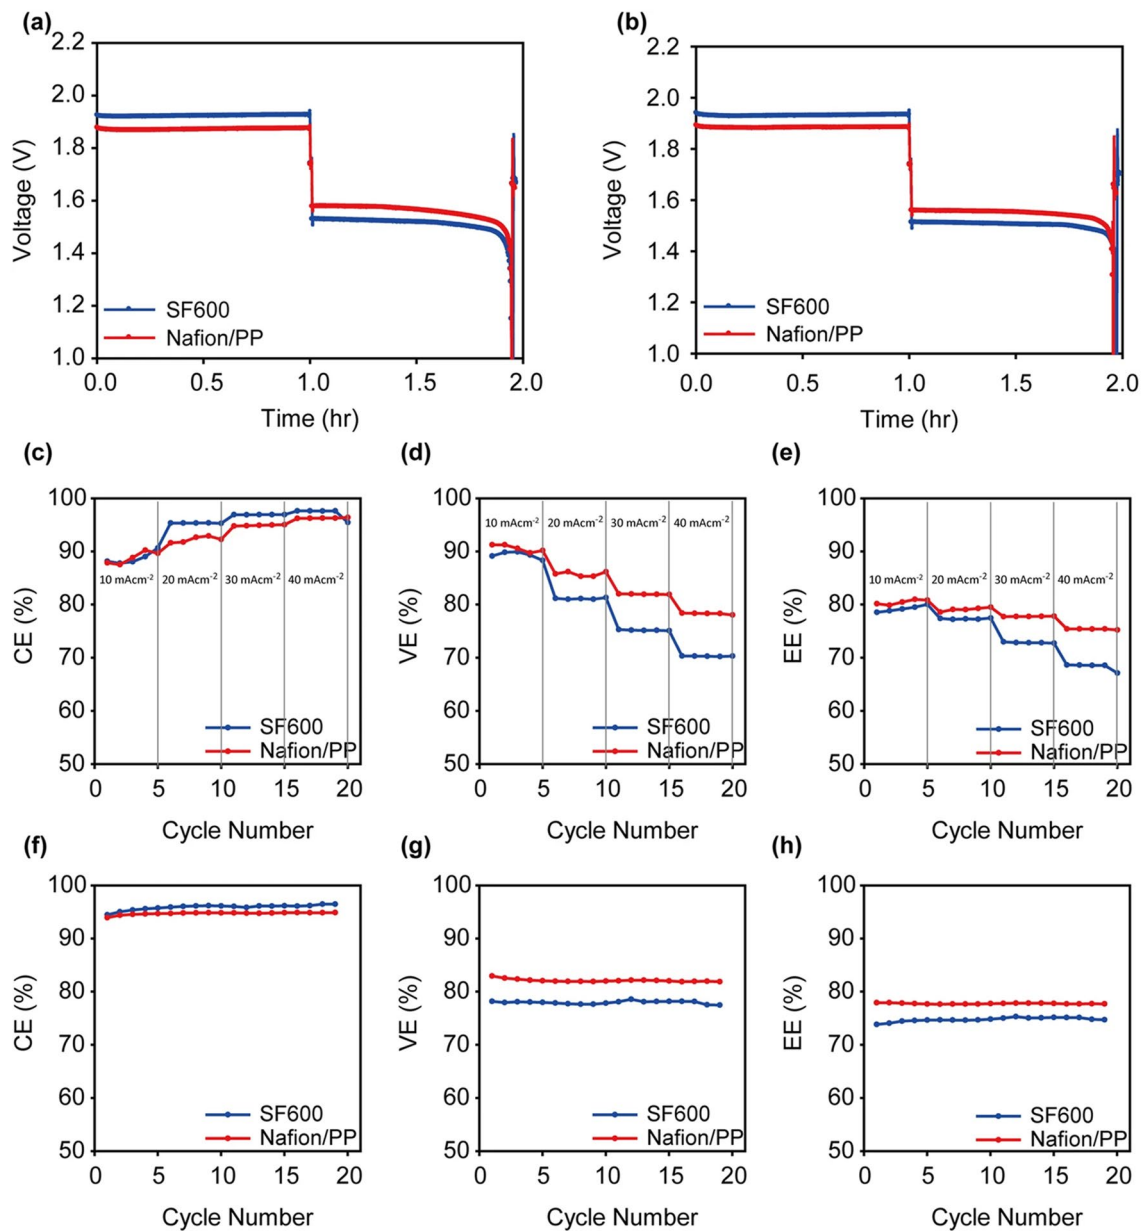 (a)
2.2
2.0
1.8
1.6
1.4
1.2
1.0
Voltage (V)
SF600
Nafion/PP
0.0 0.5 1.0 1.5 2.0
Time (hr)
(b)
2.2
2.0
1.8
1.6
1.4
1.2
1.0
Voltage (V)
SF600
Nafion/PP
0.0 0.5 1.0 1.5 2.0
Time (hr)
(c)
100
90
80
70
60
50
CE (%)
10 mAcm-2 20 mAcm-2 30 mAcm-2 40 mAcm-2
SF600
Nafion/PP
0 5 10 15 20
Cycle Number
(d)
100
90
80
70
60
50
VE (%)
10 mAcm-2 20 mAcm-2 30 mAcm-2 40 mAcm-2
SF600
Nafion/PP
0 5 10 15 20
Cycle Number
(e)
100
90
80
70
60
50
EE (%)
10 mAcm-2 20 mAcm-2 30 mAcm-2 40 mAcm-2
SF600
Nafion/PP
0 5 10 15 20
Cycle Number
(f)
100
90
80
70
60
50
CE (%)
SF600
Nafion/PP
0 5 10 15 20
Cycle Number
(g)
100
90
80
70
60
50
VE (%)
SF600
Nafion/PP
0 5 10 15 20
Cycle Number
(h)
100
90
80
70
60
50
EE (%)
SF600
Nafion/PP
0 5 10 15 20
Cycle Number